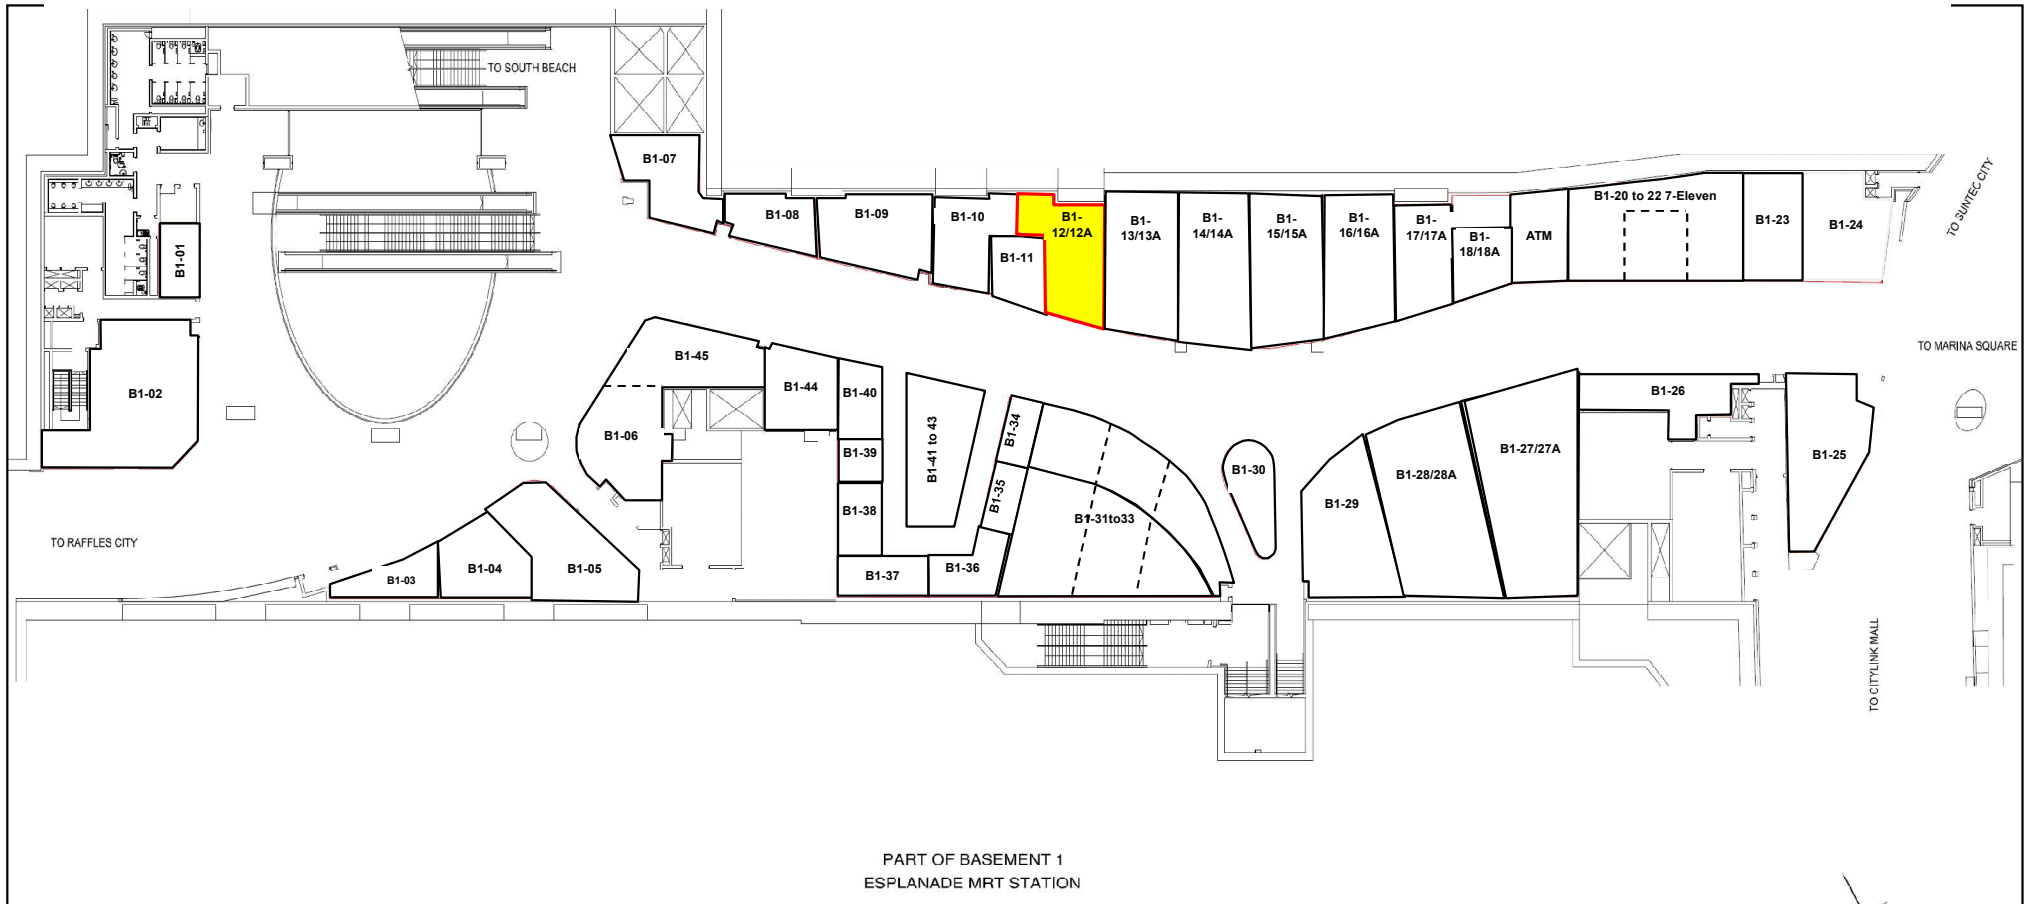 TO SOUTH BEACH
B1-07
B1-08
B1-09
B1-10
B1-11
B1-
12/12A
B1-
13/13A
B1-
14/14A
B1-
15/15A
B1-
16/16A
B1-
17/17A
B1-
18/18A
ATM
B1-20 to 22 7-Eleven
B1-23
B1-24
TO SUNTEC CITY
B1-01
B1-02
B1-45
B1-44
B1-40
B1-06
B1-39
B1-38
B1-41 to 43
B1-34
B1-35
B1-31to33
B1-30
B1-29
B1-28/28A
B1-27/27A
B1-26
B1-25
TO MARINA SQUARE
TO RAFFLES CITY
B1-03
B1-04
B1-05
B1-37
B1-36
TO CITYLINK MALL
PART OF BASEMENT 1
ESPLANADE MRT STATION